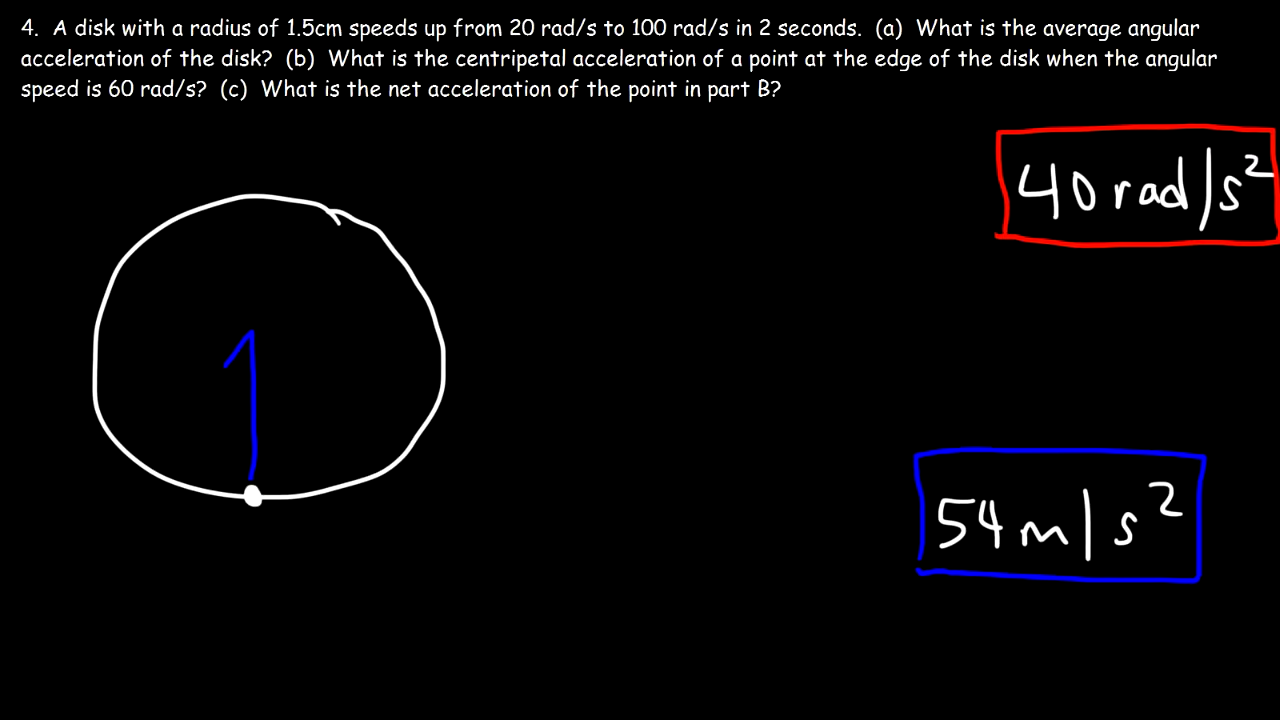 4. A disk with a radius of 1.5cm speeds up from 20 rad/s to 100 rad/s in 2 seconds. (a) What is the average angular
acceleration of the disk? (b) What is the centripetal acceleration of a point at the edge of the disk when the angular
speed is 60 rad/s? (c) What is the net acceleration of the point in part B?
40 rad/s²
54 m/s²